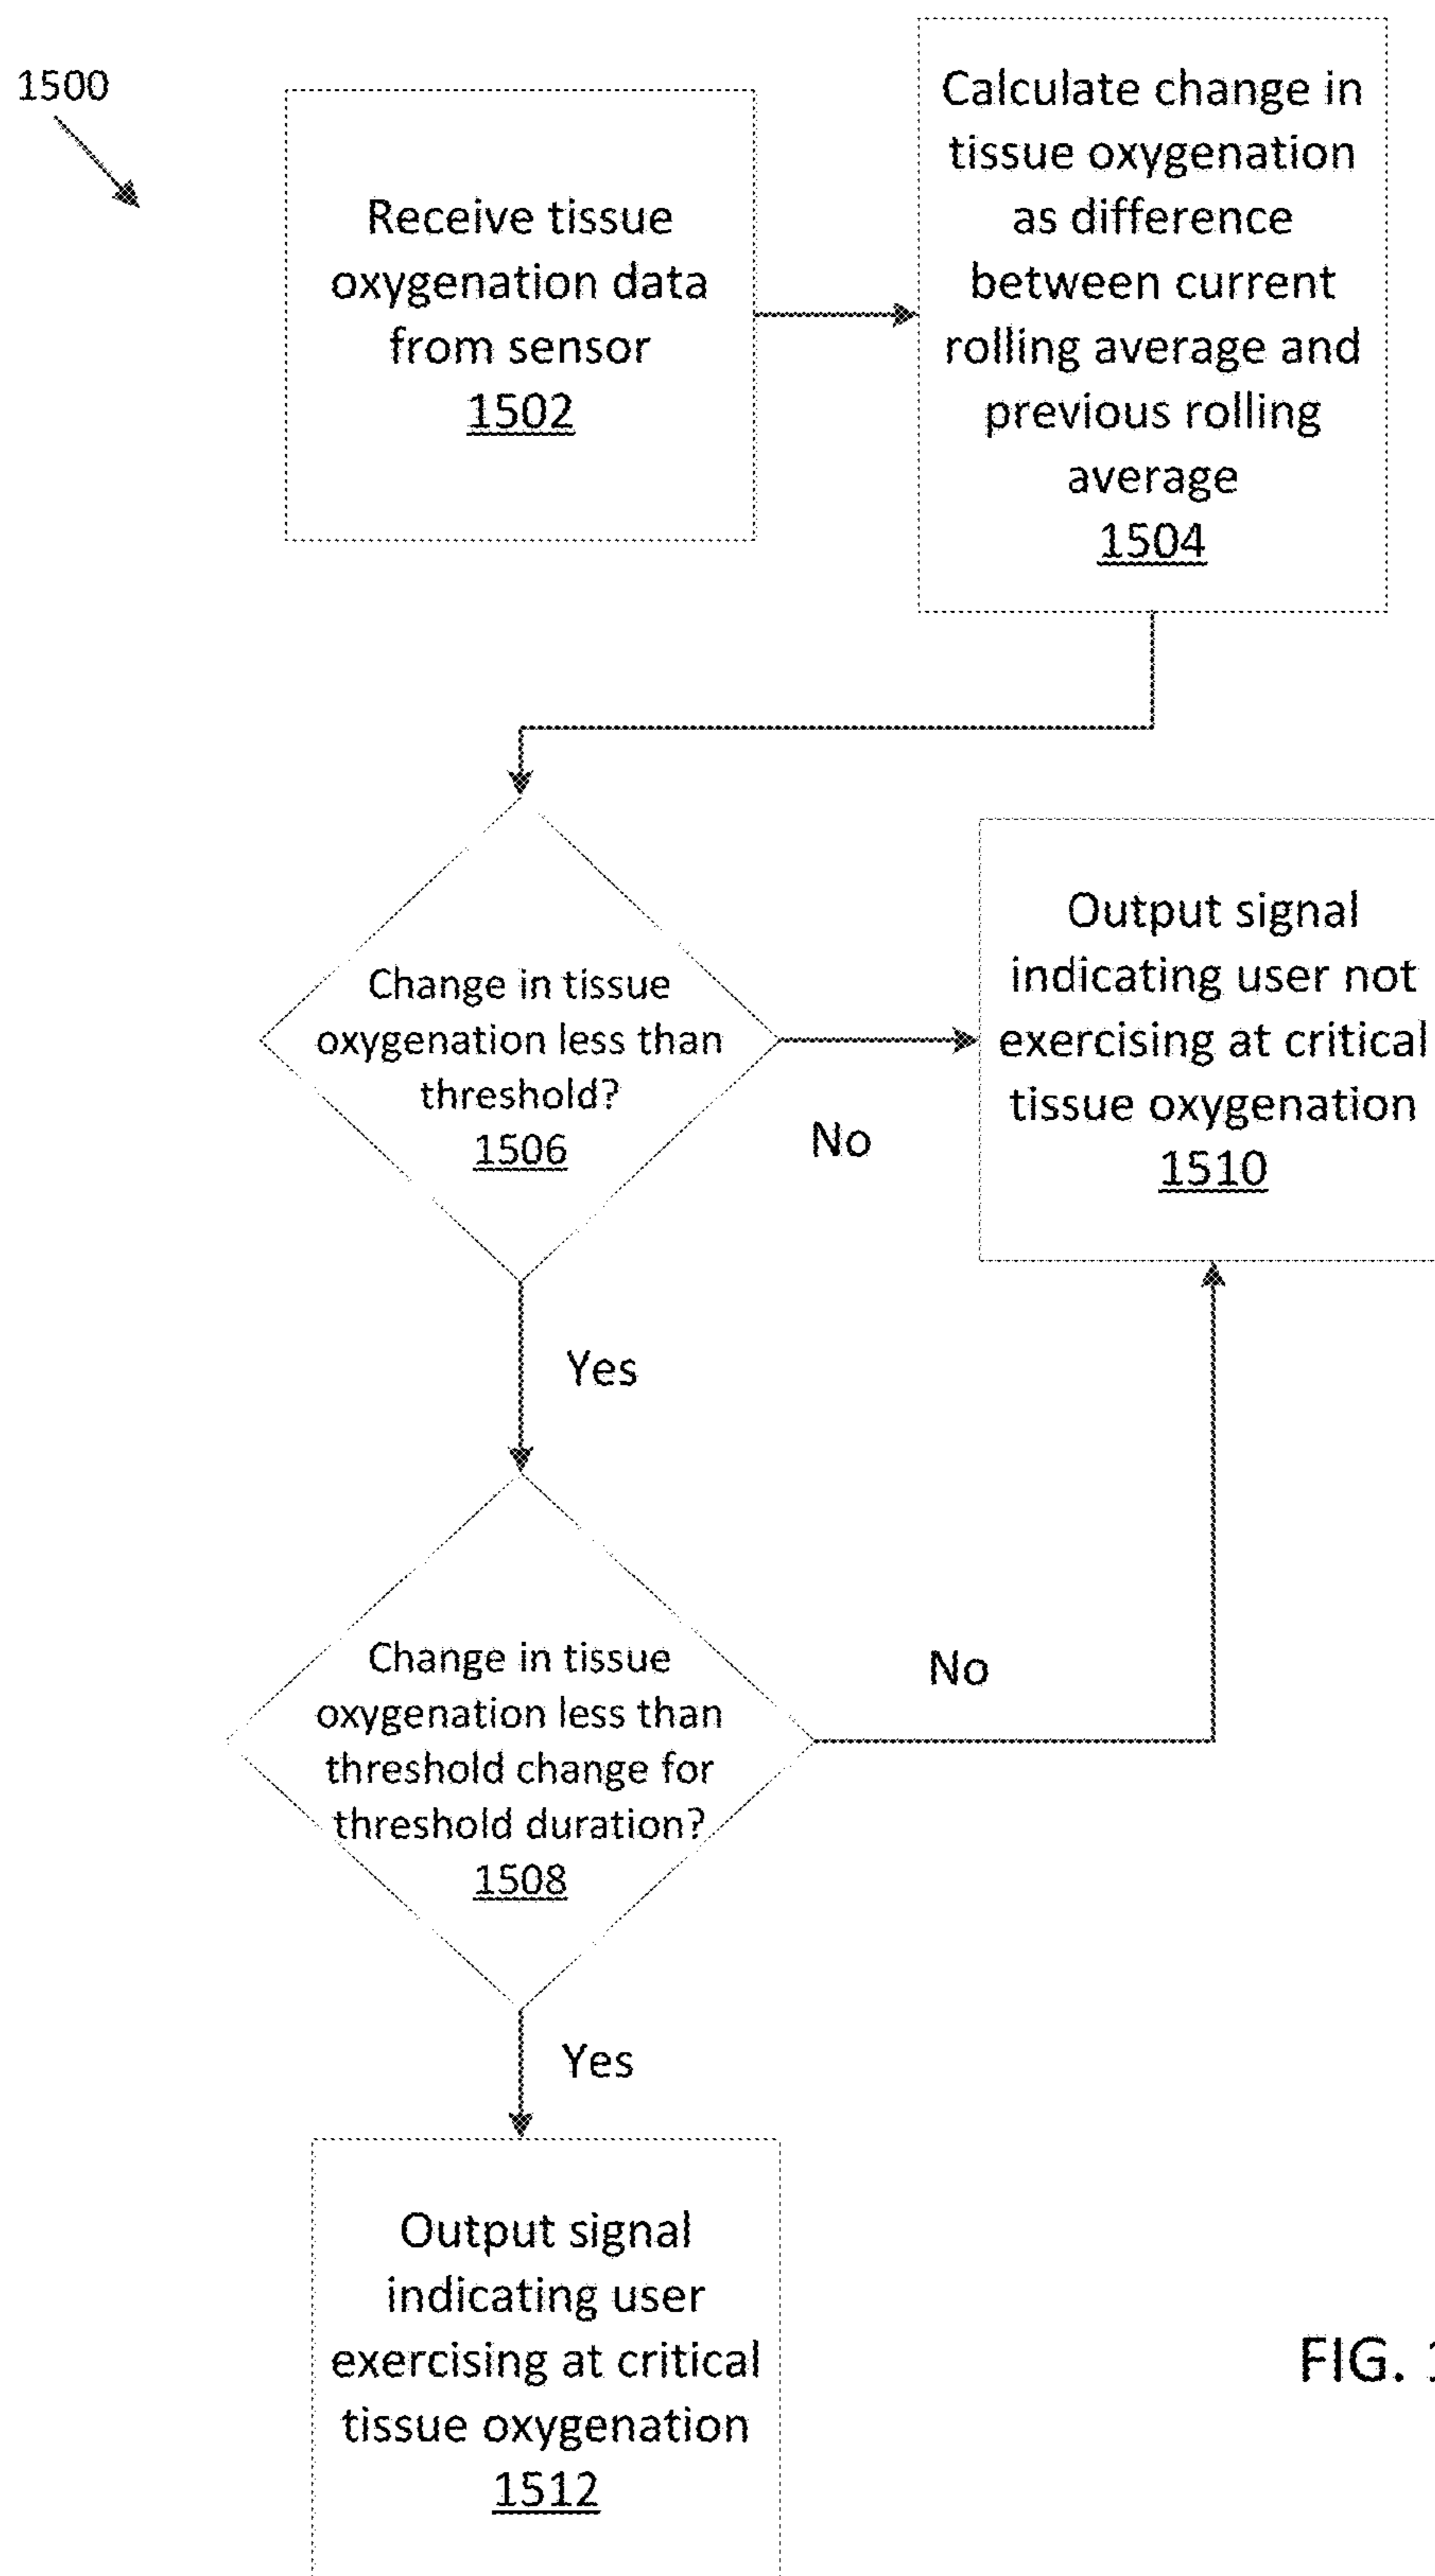 1500
Receive tissue
oxygenation data
from sensor
1502
Calculate change in
tissue oxygenation
as difference
between current
rolling average and
previous rolling
average
1504
Change in tissue
oxygenation less than
threshold?
1506
No
Output signal
indicating user not
exercising at critical
tissue oxygenation
1510
Yes
Change in tissue
oxygenation less than
threshold change for
threshold duration?
1508
No
Yes
Output signal
indicating user
exercising at critical
tissue oxygenation
1512
FIG.